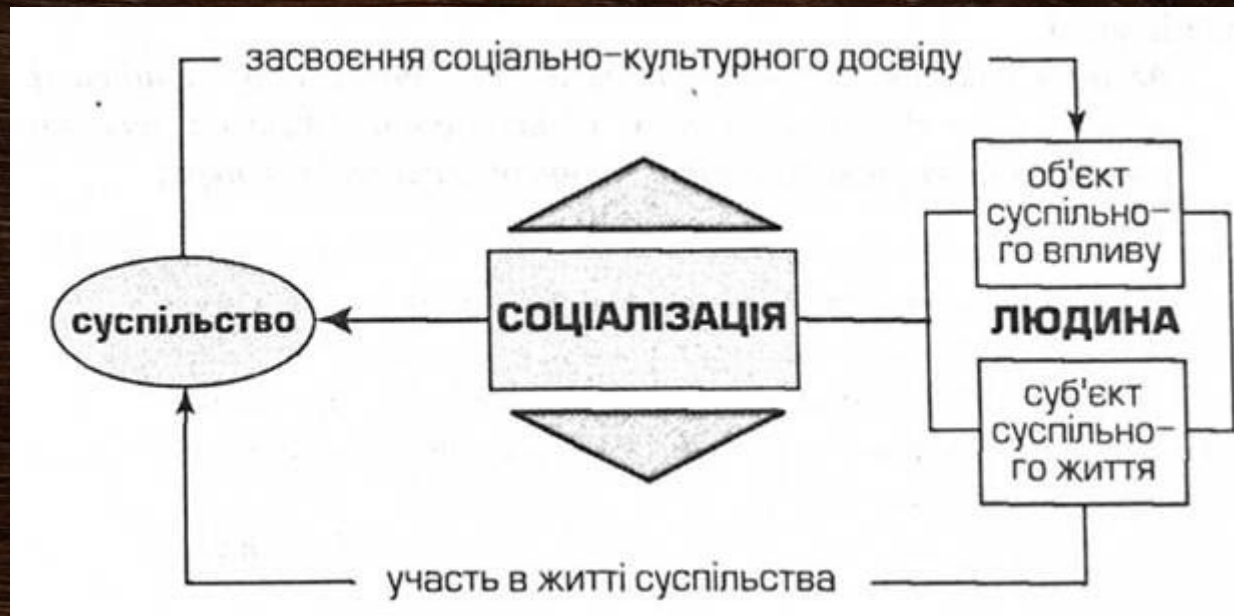 засвоєння соціально-культурного досвіду
об'єкт
суспільно-
го впливу
суспільство
СОЦІАЛІЗАЦІЯ
ЛЮДИНА
суб'єкт
суспільно-
го життя
участь в житті суспільства